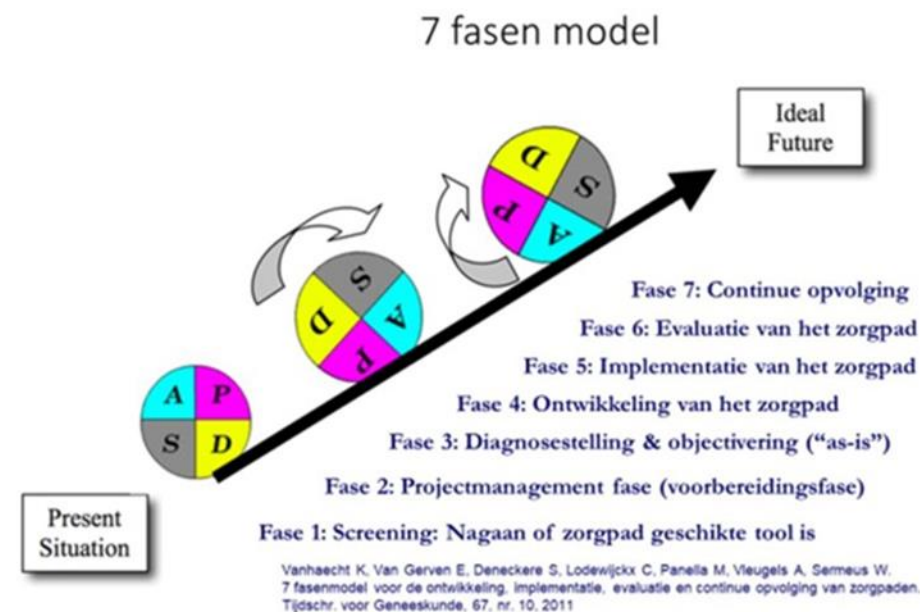 7 fasen model
Ideal
Future
D
S
P
A
S
D
A
P
A P
S D
Fase 7: Continue opvolging
Fase 6: Evaluatie van het zorgpad
Fase 5: Implementatie van het zorgpad
Fase 4: Ontwikkeling van het zorgpad
Fase 3: Diagnosestelling & objectivering (“as-is”)
Fase 2: Projectmanagement fase (voorbereidingsfase)
Fase 1: Screening: Nagaan of zorgpad geschikte tool is
Present
Situation
Vanhaecht K, Van Gerven E, Deneckere S, Lodewijckx C, Panella M, Vleugels A, Sermeus W.
7 fasenmodel voor de ontwikkeling, implementatie, evaluatie en continue opvolging van zorgpaden.
Tijdschr. voor Geneeskunde, 67, nr. 10, 2011